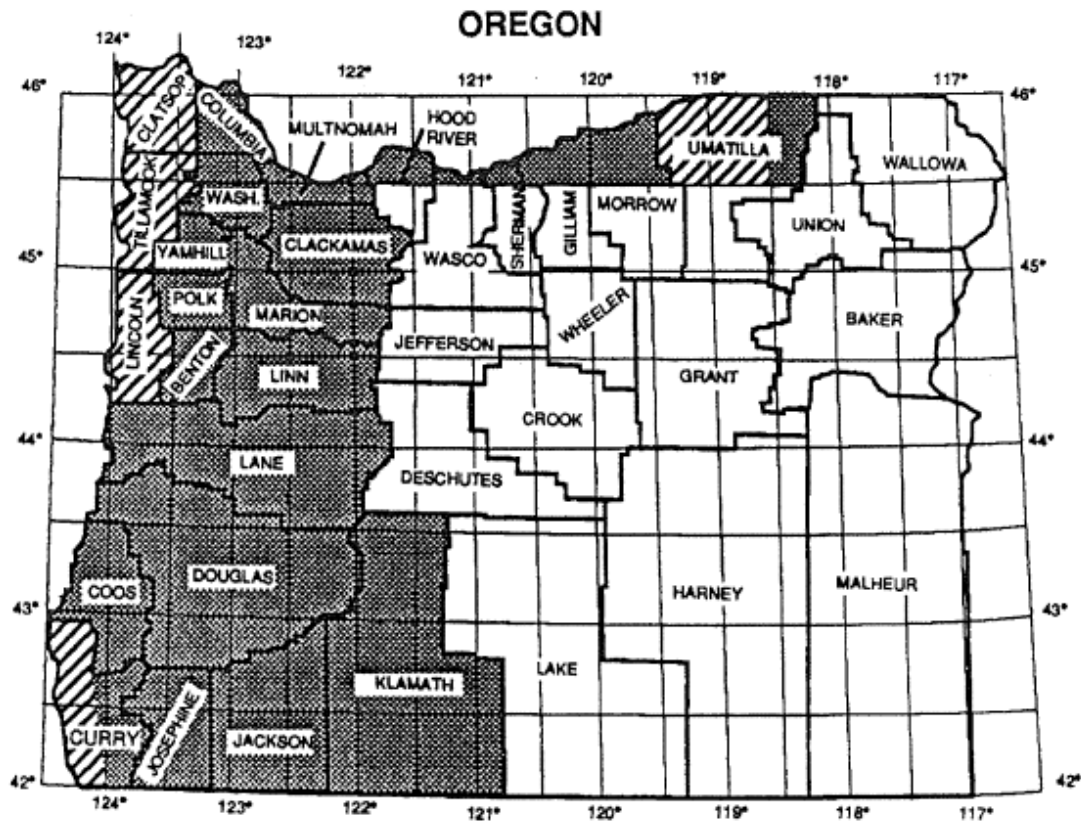 OREGON
124° 123° 122° 121° 120° 119° 118° 117°
46° 46°
CLATSOP
COLUMBIA
MULTNOMAH
HOOD
RIVER
UMATILLA
WALLOWA
TILLAMOOK
WASH.
SHERMAN
GILLIAM
MORROW
UNION
YAMHILL
CLACKAMAS
WASCO
45° 45°
LINCOLN
POLK
MARION
WHEELER
BAKER
JEFFERSON
BENTON
LINN
GRANT
CROOK
44° 44°
LANE
DESCHUTES
COOS
DOUGLAS
HARNEY
MALHEUR
43° 43°
LAKE
KLAMATH
CURRY
JOSEPHINE
JACKSON
42° 42°
124° 123° 122° 121° 120° 119° 118° 117°